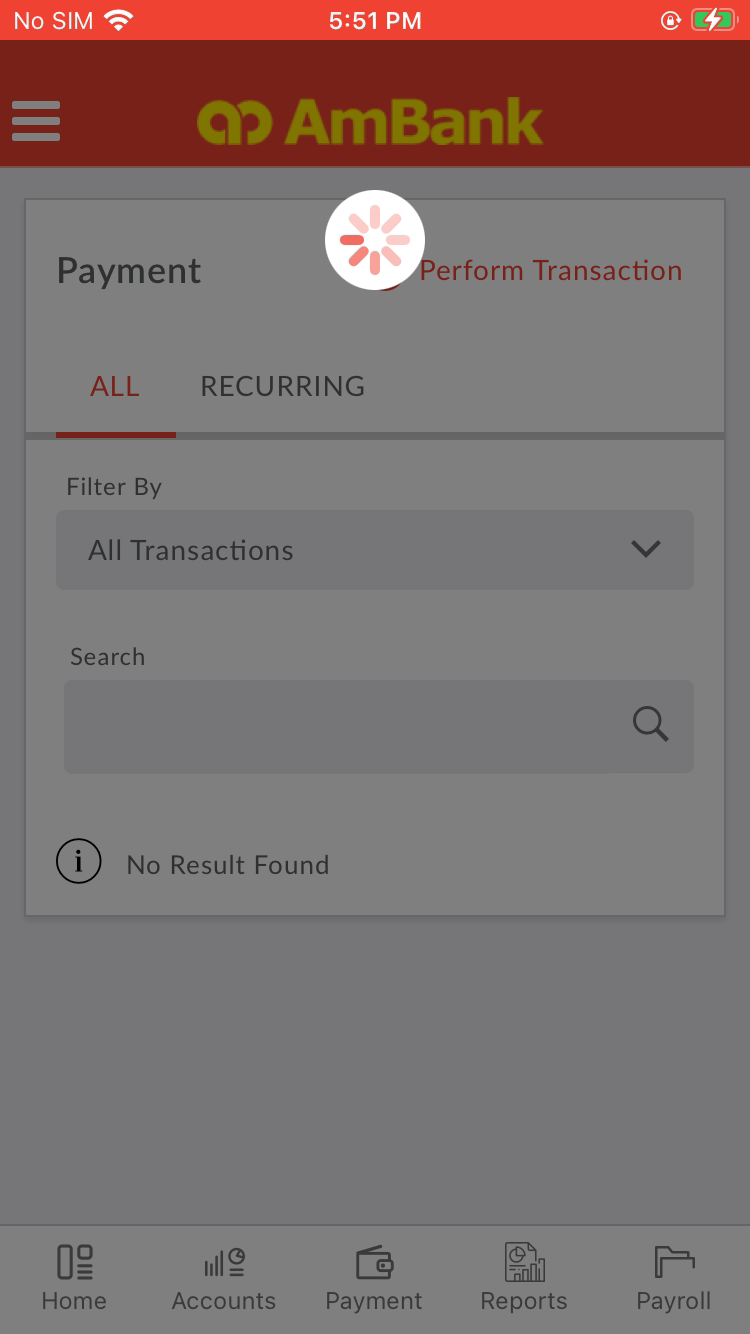 No SIM 5:51 PM
AmBank
Payment Perform Transaction
ALL RECURRING
Filter By
All Transactions
Search
i No Result Found
Home Accounts Payment Reports Payroll